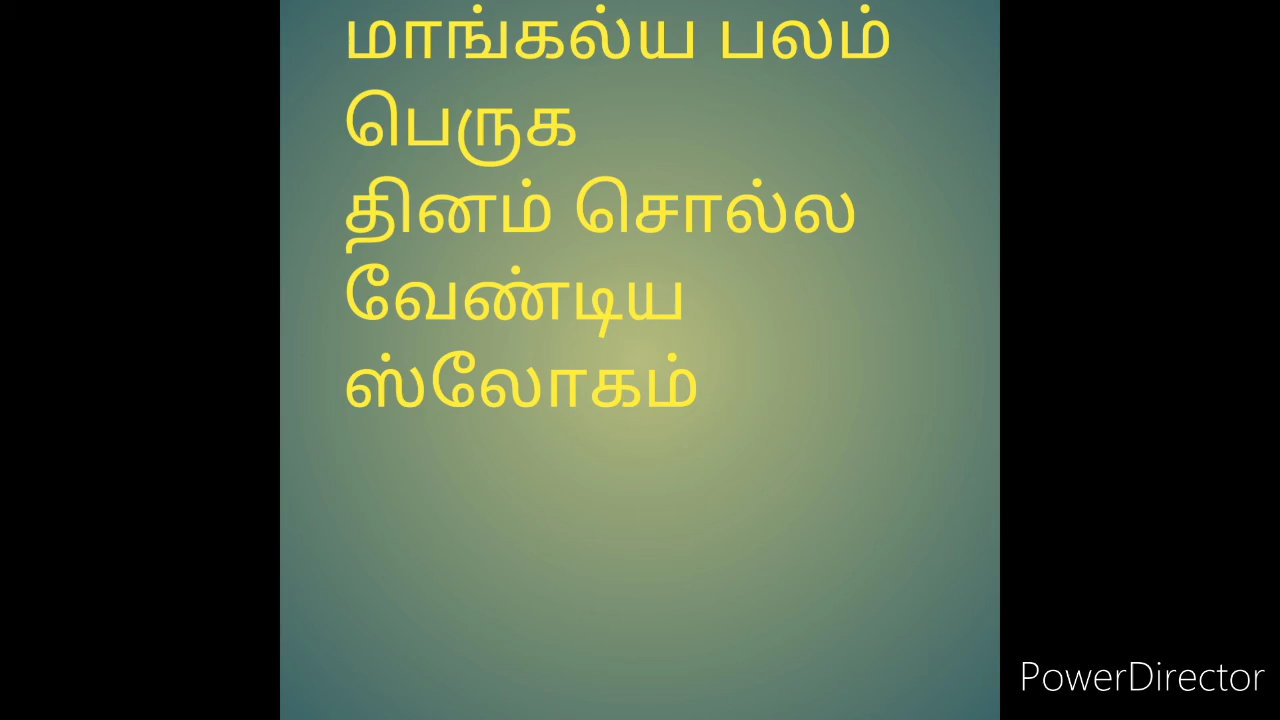 மாங்கல்ய பலம்
பெருக
தினம் சொல்ல
வேண்டிய
ஸ்லோகம்
PowerDirector